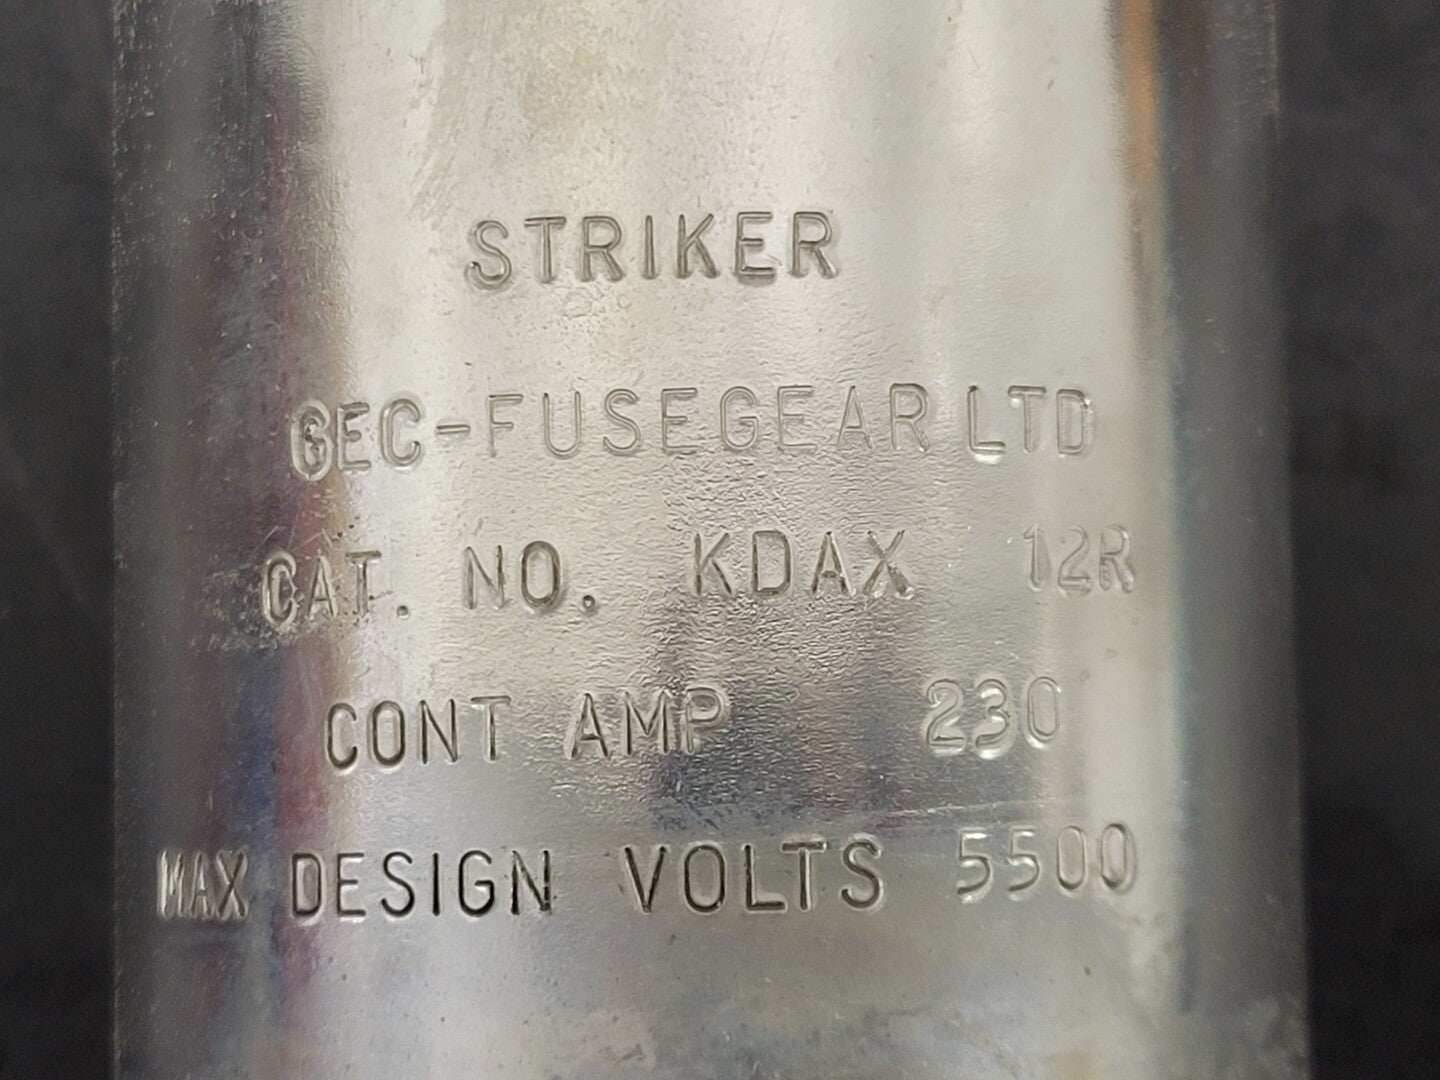 STRIKER
GEC-FUSEGEAR LTD
CAT. NO. KDAX 12R
CONT AMP 230
MAX DESIGN VOLTS 5500